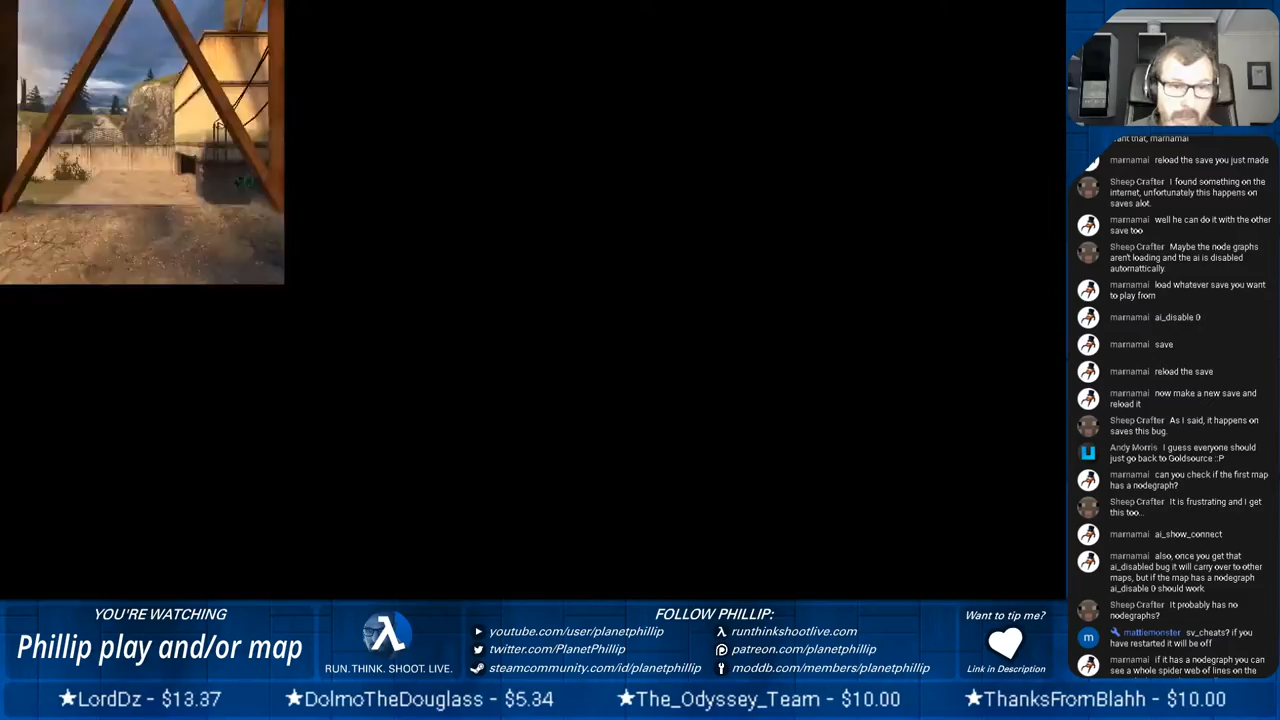 want that, marnamai
marnamai reload the save you just made
Sheep Crafter I found something on the
internet, unfortunately this happens on
saves alot.
marnamai well he can do it with the other
save too
Sheep Crafter Maybe the node graphs
aren't loading and the ai is disabled
automattically.
marnamai load whatever save you want
to play from
marnamai ai_disable 0
marnamai save
marnamai reload the save
marnamai now make a new save and
reload it
Sheep Crafter As I said, it happens on
saves this bug.
Andy Morris I guess everyone should
just go back to Goldsource ::P
marnamai can you check if the first map
has a nodegraph?
Sheep Crafter It is frustrating and I get
this too...
marnamai ai_show_connect
marnamai also, once you get that
ai_disabled bug it will carry over to other
maps, but if the map has a nodegraph
ai_disable 0 should work
Sheep Crafter It probably has no
nodegraphs?
m mattlemonster sv_cheats? if you
have restarted it will be off
marnamai if it has a nodegraph you can
see a whole spider web of lines on the
YOU'RE WATCHING
Phillip play and/or map
RUN. THINK. SHOOT. LIVE.
FOLLOW PHILLIP:
youtube.com/user/planetphillip
runthinkshootlive.com
twitter.com/PlanetPhillip
patreon.com/planetphillip
steamcommunity.com/id/planetphillip
moddb.com/members/planetphillip
Want to tip me?
Link in Description
★LordDz - $13.37 ★DolmoTheDouglass - $5.34 ★The_Odyssey_Team - $10.00 ★ThanksFromBlahh - $10.00